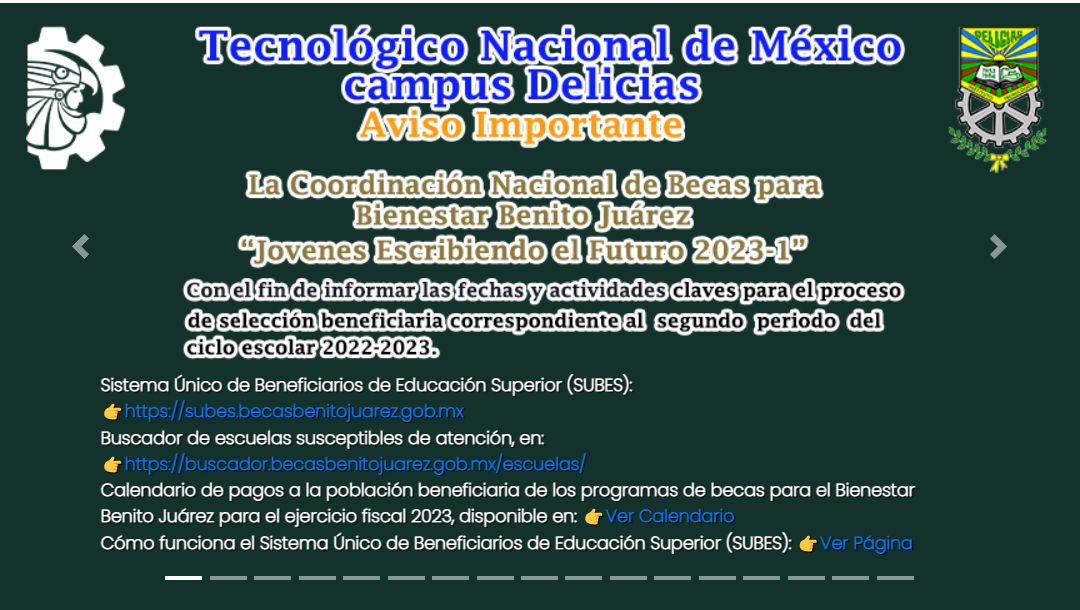 Tecnológico Nacional de México
campus Delicias
Aviso Importante
DELICIAS
La Coordinación Nacional de Becas para
Bienestar Benito Juárez
“Jovenes Escribiendo el Futuro 2023-1”
Con el fin de informar las fechas y actividades claves para el proceso
de selección beneficiaria correspondiente al segundo periodo del
ciclo escolar 2022-2023.
Sistema Único de Beneficiarios de Educación Superior (SUBES):
👉https://subes.becasbenitojuarez.gob.mx
Buscador de escuelas susceptibles de atención, en:
👉https://buscador.becasbenitojuarez.gob.mx/escuelas/
Calendario de pagos a la población beneficiaria de los programas de becas para el Bienestar
Benito Juárez para el ejercicio fiscal 2023, disponible en: 👉Ver Calendario
Cómo funciona el Sistema Único de Beneficiarios de Educación Superior (SUBES): 👉Ver Página